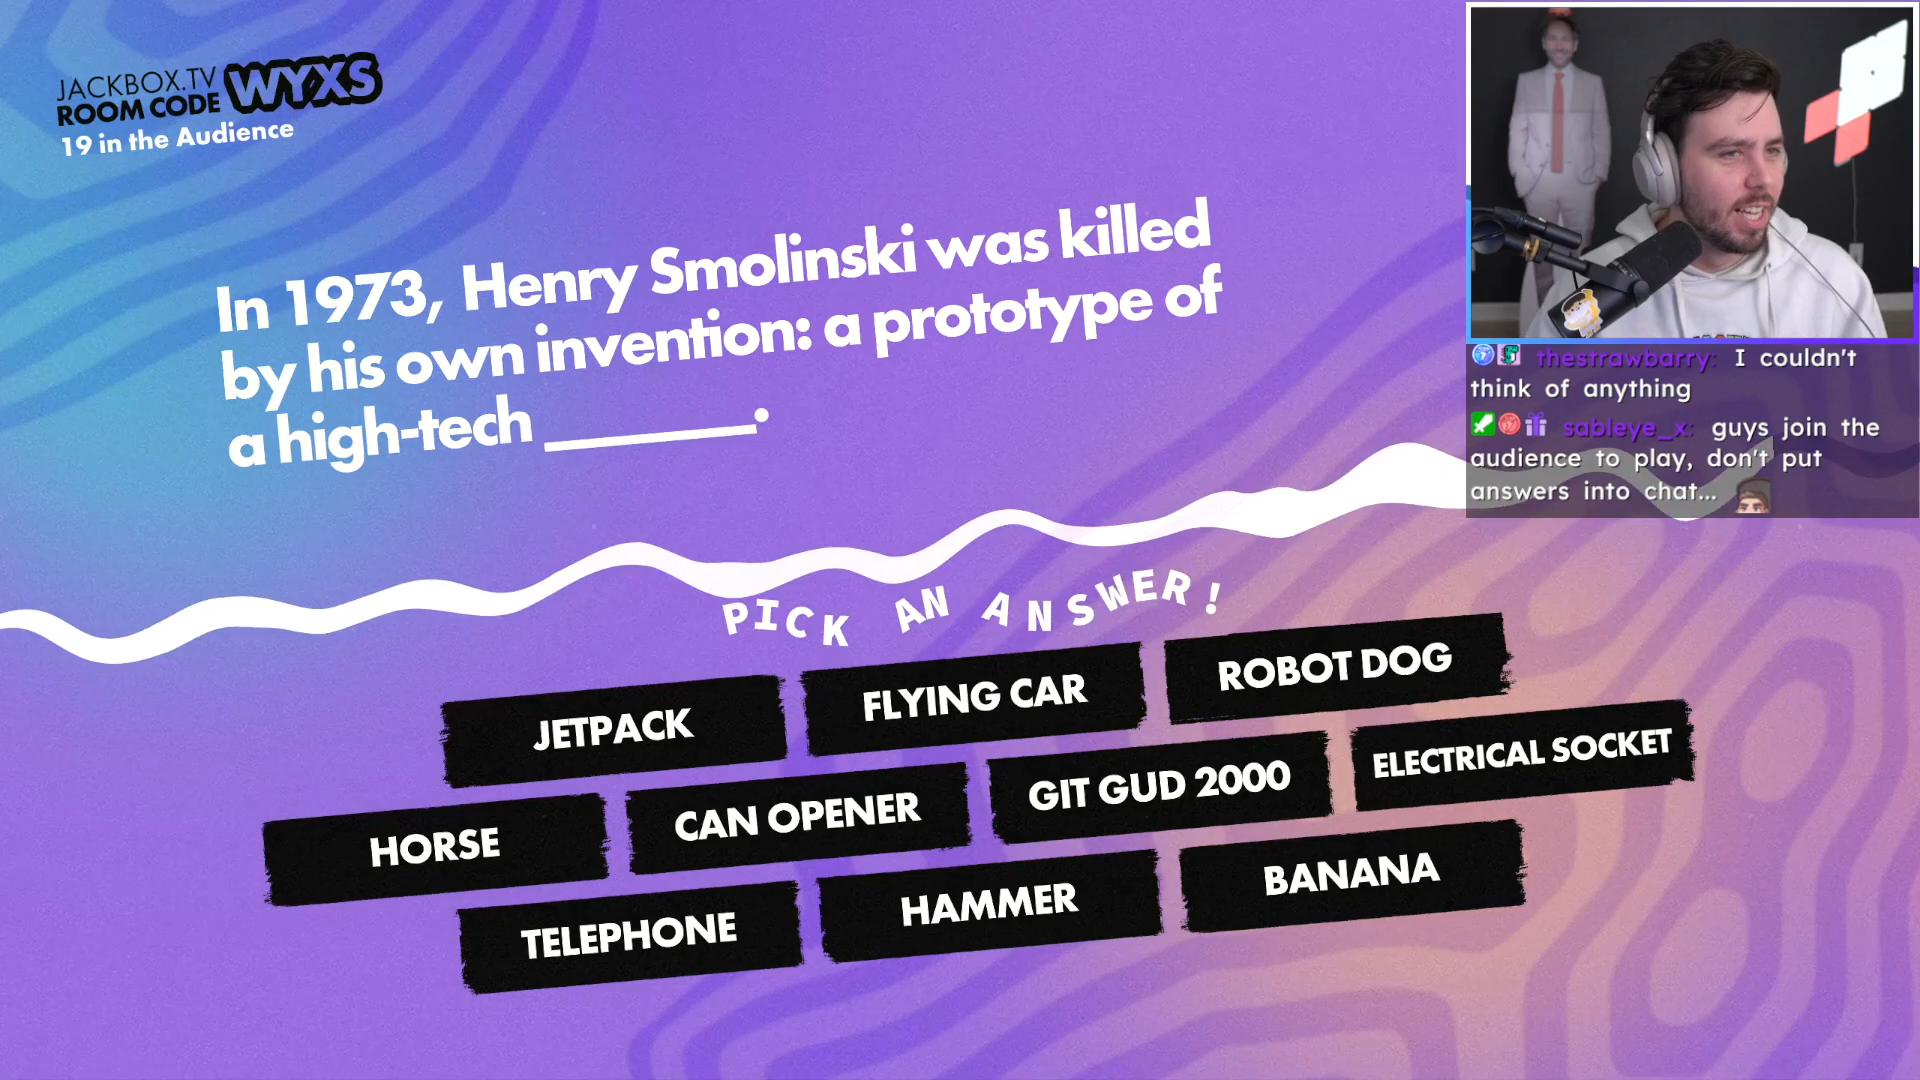 JACKBOX.TV
ROOM CODE WYXS
19 in the Audience
In 1973, Henry Smolinski was killed
by his own invention: a prototype of
a high-tech ________.
thestrawbarry: I couldn't
think of anything
sableye_x: guys join the
audience to play, don't put
answers into chat...
PICK AN ANSWER!
JETPACK
FLYING CAR
ROBOT DOG
HORSE
CAN OPENER
GIT GUD 2000
ELECTRICAL SOCKET
TELEPHONE
HAMMER
BANANA